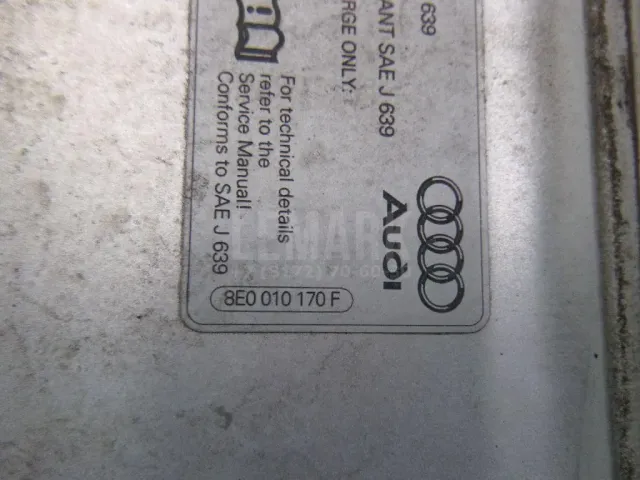 639
ANT SAE J 639
RGE ONLY:
Audi
For technical details
refer to the
Service Manual!
Conforms to SAE J 639
8E0 010 170 F